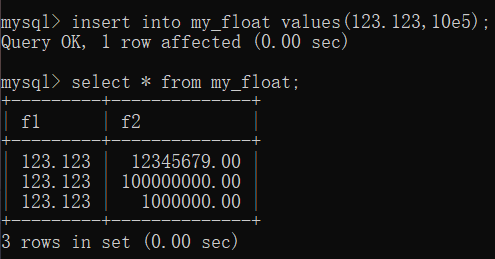 mysql> insert into my_float values(123.123,10e5);
Query OK, 1 row affected (0.00 sec)
mysql> select * from my_float;
+---------+--------------+
| f1      | f2           |
+---------+--------------+
| 123.123 |  12345679.00 |
| 123.123 | 100000000.00 |
| 123.123 |   1000000.00 |
+---------+--------------+
3 rows in set (0.00 sec)